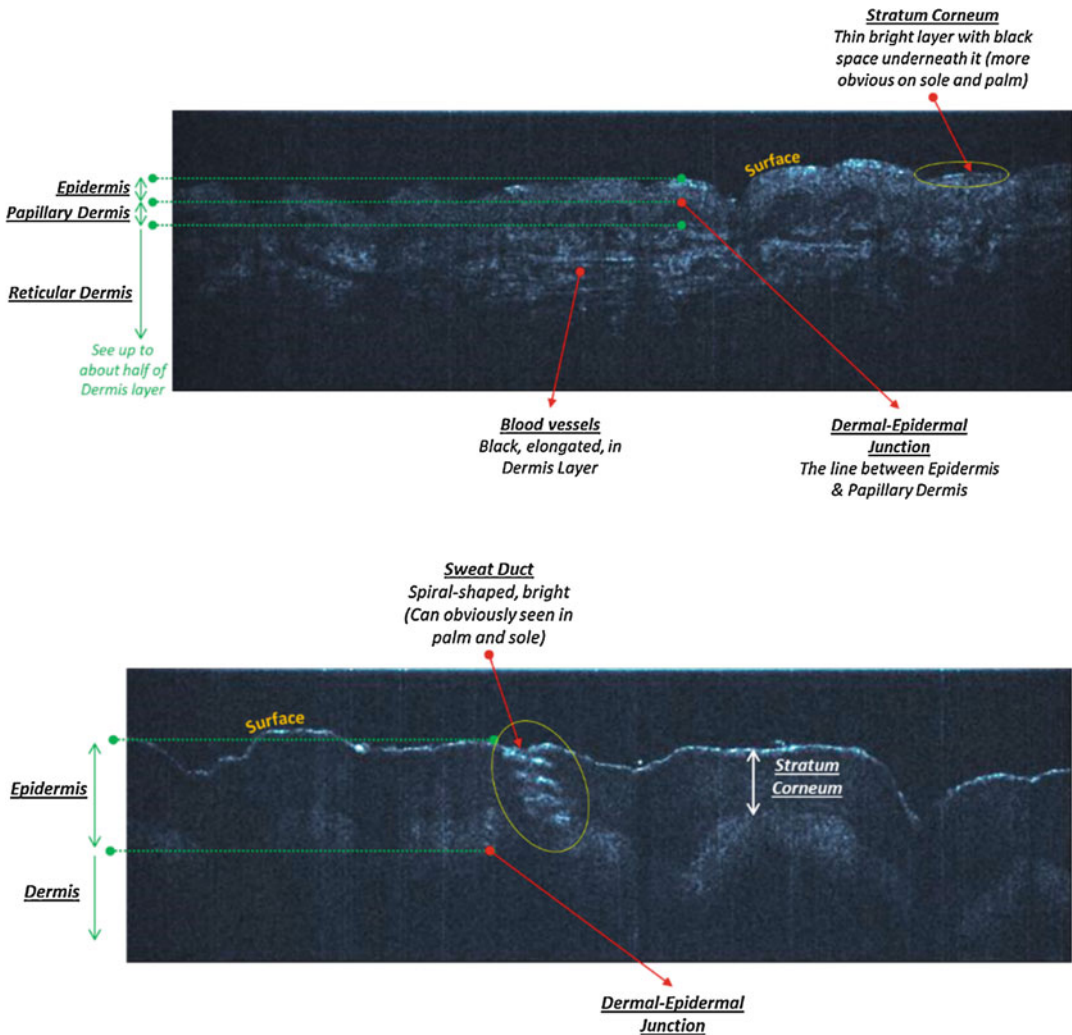 Stratum Corneum
Thin bright layer with black
space underneath it (more
obvious on sole and palm)
Surface
Epidermis
Papillary Dermis
Reticular Dermis
See up to
about half of
Dermis layer
Blood vessels
Black, elongated, in
Dermis Layer
Dermal-Epidermal
Junction
The line between Epidermis
& Papillary Dermis
Sweat Duct
Spiral-shaped, bright
(Can obviously seen in
palm and sole)
Surface
Epidermis
Stratum
Corneum
Dermis
Dermal-Epidermal
Junction